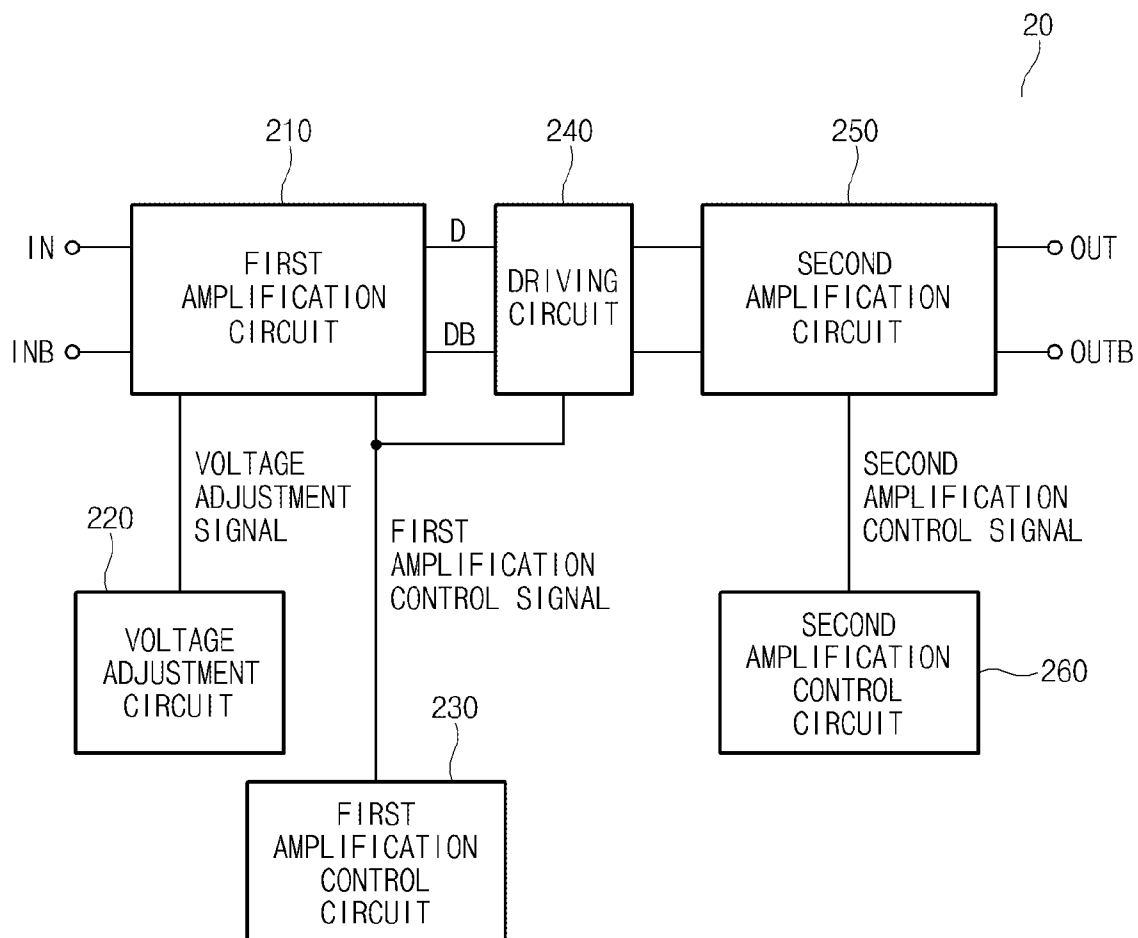 20
210
240
250
IN
FIRST
AMPLIFICATION
CIRCUIT
D
DRIVING
CIRCUIT
SECOND
AMPLIFICATION
CIRCUIT
OUT
INB
DB
OUTB
VOLTAGE
ADJUSTMENT
SIGNAL
SECOND
AMPLIFICATION
CONTROL SIGNAL
220
FIRST
AMPLIFICATION
CONTROL SIGNAL
VOLTAGE
ADJUSTMENT
CIRCUIT
SECOND
AMPLIFICATION
CONTROL
CIRCUIT
260
230
FIRST
AMPLIFICATION
CONTROL
CIRCUIT